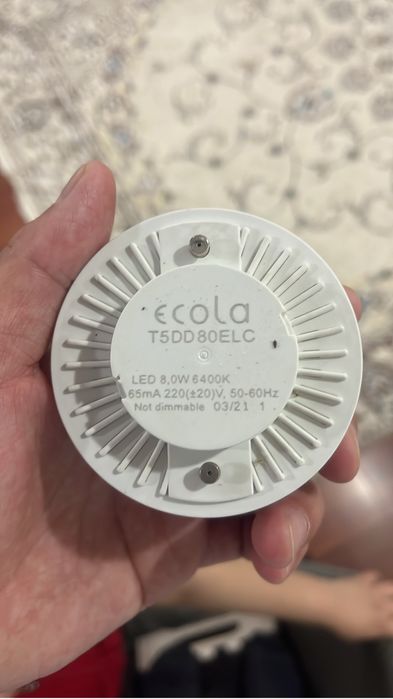 ecola
T5DD80ELC
LED 8,0W 6400K
65mA 220(±20)V, 50-60Hz
Not dimmable 03/21 1